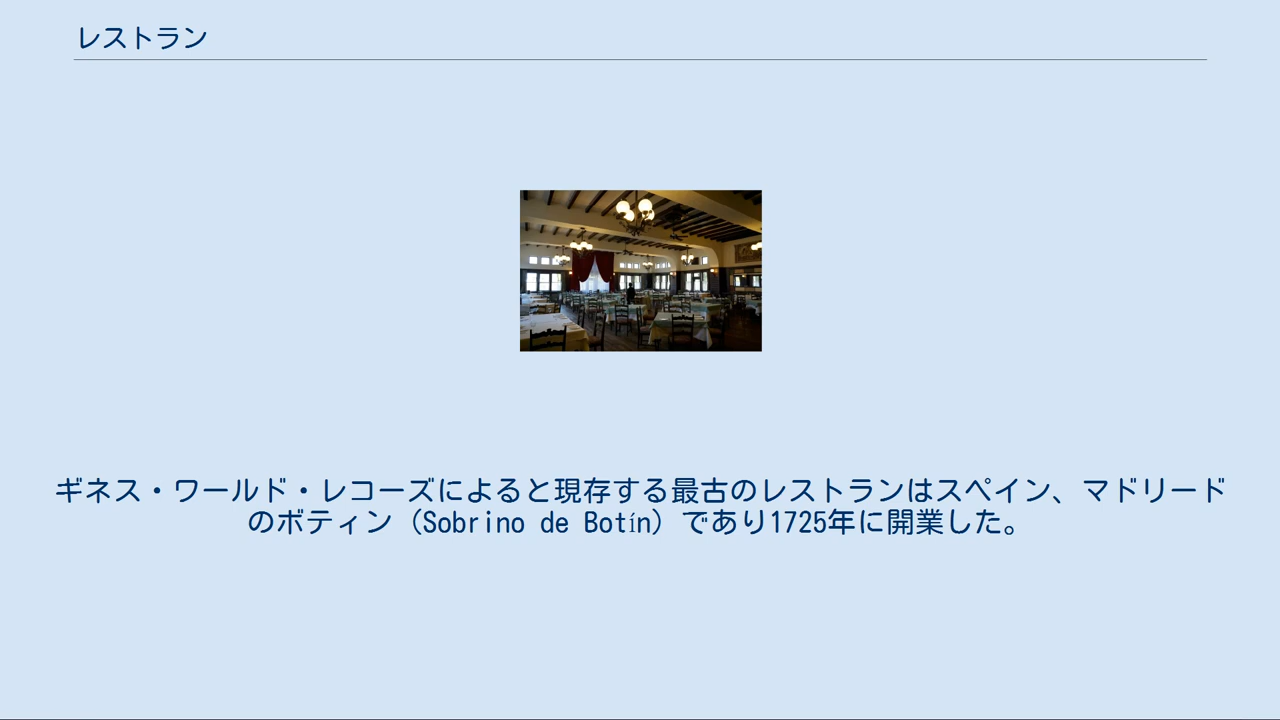 レストラン
ギネス・ワールド・レコーズによると現存する最古のレストランはスペイン、マドリード
のボティン（Sobrino de Botín）であり1725年に開業した。